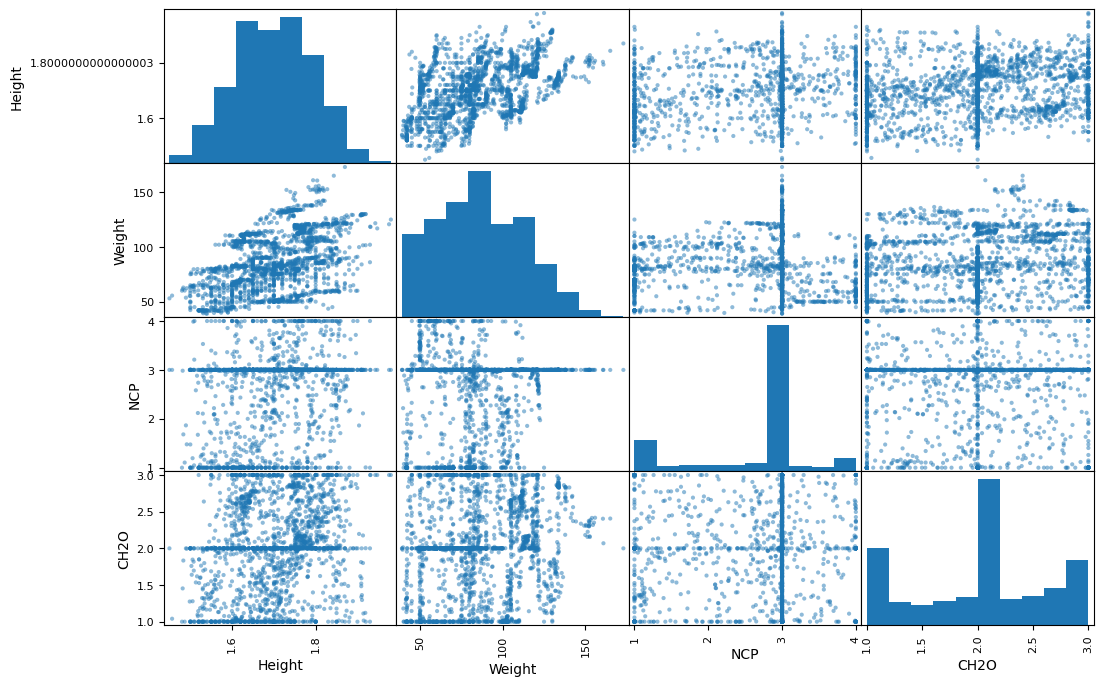 Height
1.8000000000000003
1.6
Weight
150
100
50
NCP
4
3
2
1
CH2O
3.0
2.5
2.0
1.5
1.0
1.6 1.8 50 100 150 1 2 3 4 1.0 1.5 2.0 2.5 3.0
Height Weight NCP CH2O